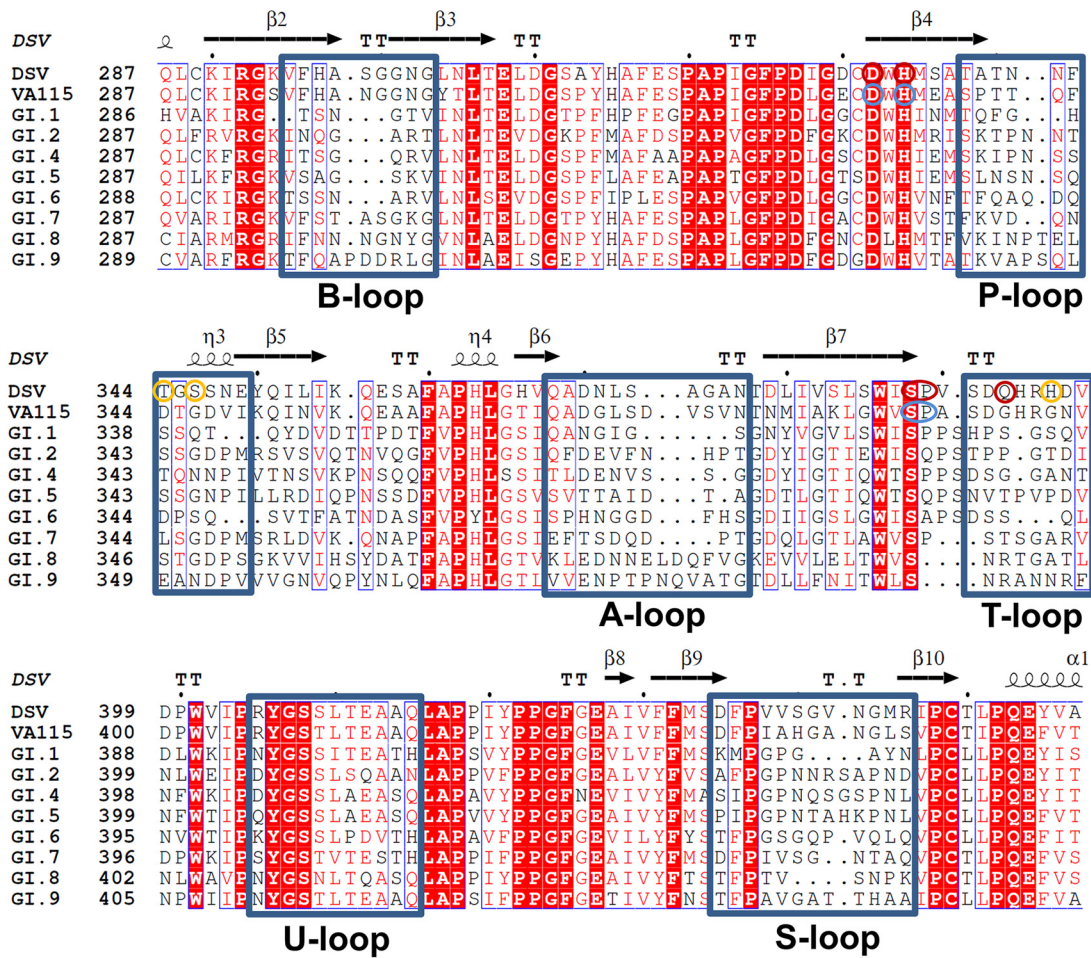 β2 β3 β4
DSV TT TT TT
DSV 287 QLCKIRGKVFHA.SGGNGLNLTELDGSAYHAFESPAPIGFPDIGDCDWHMSATATN..NF
VA115 287 QLCKIRGSVFHANGGNGYTLTELDGSPYHAFESPAPLGFPDLGECDWHMEASPTT..QF
GI.1 286 HVAKIRG.ITSN...GTVINLTELDGTPFHPFEGPAPIGFPDLGGCDWHINMTQFG...H
GI.2 287 QLFRVRGKINQG...ARTLNLTEVDGKPFMAFDSPAPVGFPDFGKCDWHMRISKTPN.NT
GI.4 287 QLCKFRGRITSG...QRVLNLTELDGSPFMAFAAPAPAGFPDLGSCDWHIEMSKIPN.SS
GI.5 287 QILKFRGKVSAG...SKVINLTELDGSPFLAFEAPAPTGFPDLGTSDWHIEMSLNSN.SQ
GI.6 288 QLCKIRGKTSSN...ARVLNLSEVDGSPFIPLESPAPVGFPDLGGCDWHINTTFQAQ.DQ
GI.7 287 QVARIRGKVFST.ASGKGLNLTELDGTPYHAFESPAPLGFPDIGACDWHVSTFKVD..QN
GI.8 287 CIARMRGRIFNN.NGNYGVNLAELDGNPYHAFDSPAPLGFPDFGNCDLHMTFVKINPTEL
GI.9 289 CVARFRGKTFQAPDDRLGINLAEISGEPYHAFESPAPLGFPDFGDGDWHVTATKVAPSQL
B-loop P-loop
η3 β5 η4 β6 β7
DSV TT TT TT
DSV 344 TGSSNEYQILIK.QESAFAPHLGHVQADNLS...AGANTLIVSLSWISPV.SDQHRHDV
VA115 344 DTGDVIKQINVK.QEAAFAPHLGTIQADGLSD..VSVNTNMIAKLGWVSPA.SDGHRGNV
GI.1 338 SSQT..QYDVDTTPDTFVPHLGSIQANGIG....SGNYVGVLSWISPPSHPS.GSQV
GI.2 343 SSGDPMRSVSVQTNVQGFVPHLGSIQFDEVFN..HPTGDYIGTIEWISQPSTPP.GTDI
GI.4 343 TQNNPIVTNSVKPNSQQFVPHLSSITLDENVS..S.GGDYIGTIQWTSPPSDSG.GANT
GI.5 343 SSGNPILLRDIQPNSSDFVPHLGSVSVTTAID...T.AGDTLGTIQWTSQPSNVTPVPDV
GI.6 344 DPSQ...SVTFATNDASFVPYLGSISPHNGGD...FHSGDLIGSLGWISAPSDSS..QL
GI.7 344 LSGDPMSRLDVK.QNAPFAPHLGSIEFTSDQD...PTGDQLGTLAWVSP...STSGARV
GI.8 346 STGDPSGKVVIHSYDATFAPHLGTVKLEDNNELDQFVGKEVVLELTWVS....NRTGATL
GI.9 349 EANDPVVVGNVQPYNLQFAPHLGTLVVENPTPNQVATGTDLLFNITWLS....NRANNRF
A-loop T-loop
β8 β9 β10 α1
DSV TT TT T.T
DSV 399 DPWVIPRYGSSLTEAAQLAPPIYPPGFGEAIVFFMSDFPVVSGV.NGMRIPCTLPQEYVA
VA115 400 DPWVIPRYGSTLTEAAQLAPPIYPPGFGEAIVFFMSDFPIAHGA.NGLSVPCTIPQEFVT
GI.1 388 DLWKIPNYGSSITEATHLAPSVYPPGFGEVLVFFMSKMPGPG...AYNLPCLLPQEYIS
GI.2 399 NLWEIPDYGSSLSQAANLAPPVFPPGFGEALVYFVSAFPGPNNRSAPNDVPCLLPQEYIT
GI.4 398 NFWKIPDYGSSLAEASQLAPAVYPPGFNEVIVYFMASIPGPNQSGSPNLVPCLLPQEYIT
GI.5 399 NFWTIPQYGSSLAEASQLAPVVYPPGFGEAIVYFMSPIPGPNTAHKPNLVPCLLPQEFVT
GI.6 395 NVWTIPKYGSSLPDVTHLAPAVFPPGFGEVILYFYSTFPGSGQP.VQLQVPCLLPQEFIT
GI.7 396 DPWKIPSYGSTVTESTHLAPPIFPPGFGEAIVYFMSDFPIVSG..NTAQVPCTLPQEFVS
GI.8 402 NLWAVPNYGSNLTQASQLAPPIYPPGFGEAIVYFTSTFPTV....SNPKVPCTLPQEFVS
GI.9 405 NPWIIPNYGSTLTEAAQLAPSIFPPGFGETIVYFNSTFPAVGAT.THAAIPCLLPQEFVA
U-loop S-loop